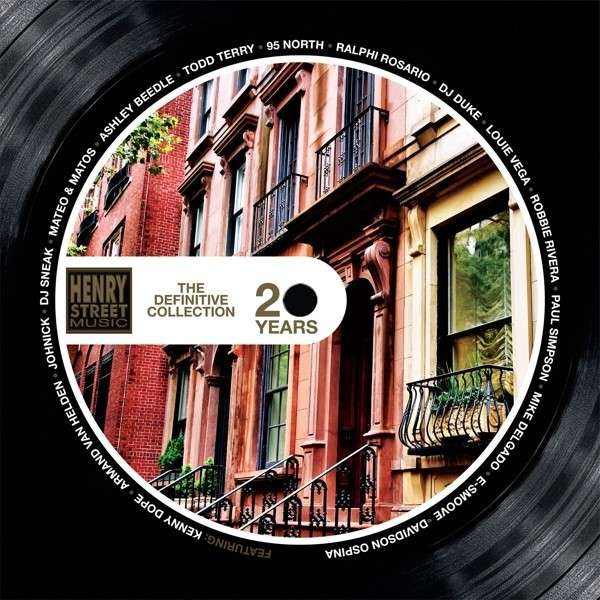 HENRY
STREET
MUSIC
THE
DEFINITIVE
COLLECTION
20
YEARS
FEATURING: KENNY DOPE • ARMAND VAN HELDEN • JOHNICK • DJ SNEAK • MATEO & MATOS • ASHLEY BEEDLE • TODD TERRY • 95 NORTH • RALPHI ROSARIO • DJ DUKE • LOUIE VEGA • ROBBIE RIVERA • PAUL SIMPSON • MIKE DELGADO • E-SMOOVE • DAVIDSON OSPINA